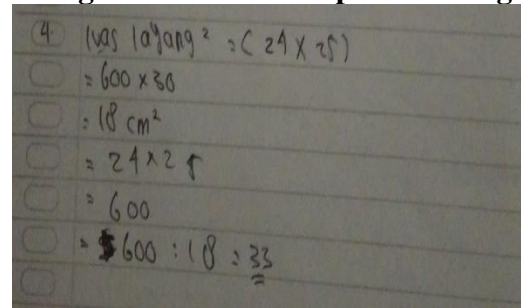 4. luas layang² = (24 x 25)
= 600 x 30
= 18 cm²
= 24 x 25
= 600
= 600 : 18 = 33